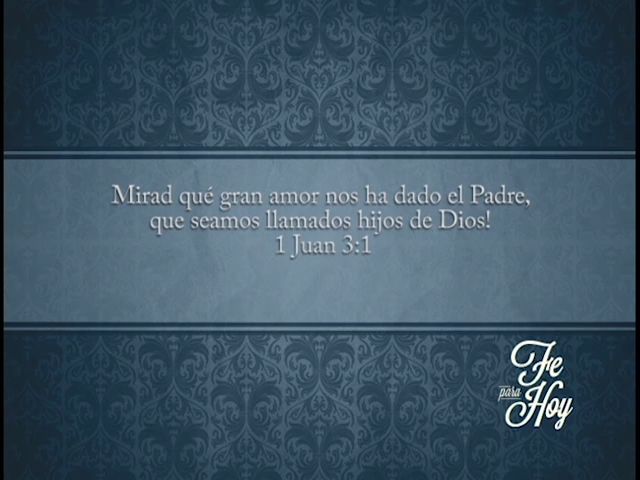 Mirad qué gran amor nos ha dado el Padre,
que seamos llamados hijos de Dios!
1 Juan 3:1
Fe
para
Hoy